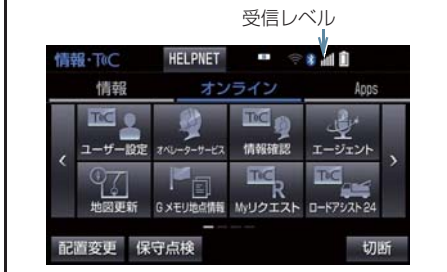 受信レベル
情報・T@C HELPNET
情報 オンライン Apps
ユーザー設定 オペレーターサービス 情報確認 エージェント
地図更新 Gメモリ地点情報 Myリクエスト ロードアシスト24
配置変更 保守点検 切断